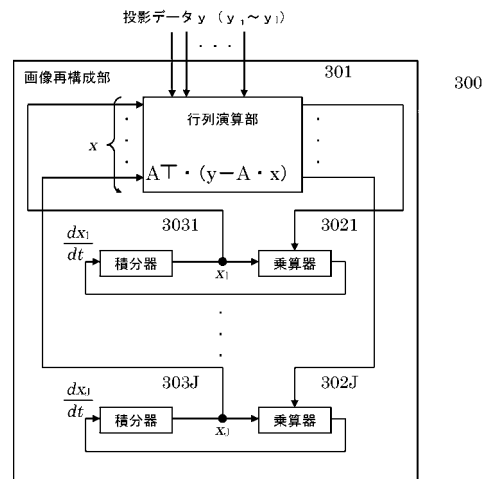 投影データ y （y₁～yI）
. . .
画像再構成部
301
300
行列演算部
x
A⊤・(y－A・x)
3031
3021
dx₁
dt
積分器
x₁
乗算器
303J
302J
dxJ
dt
積分器
xJ
乗算器